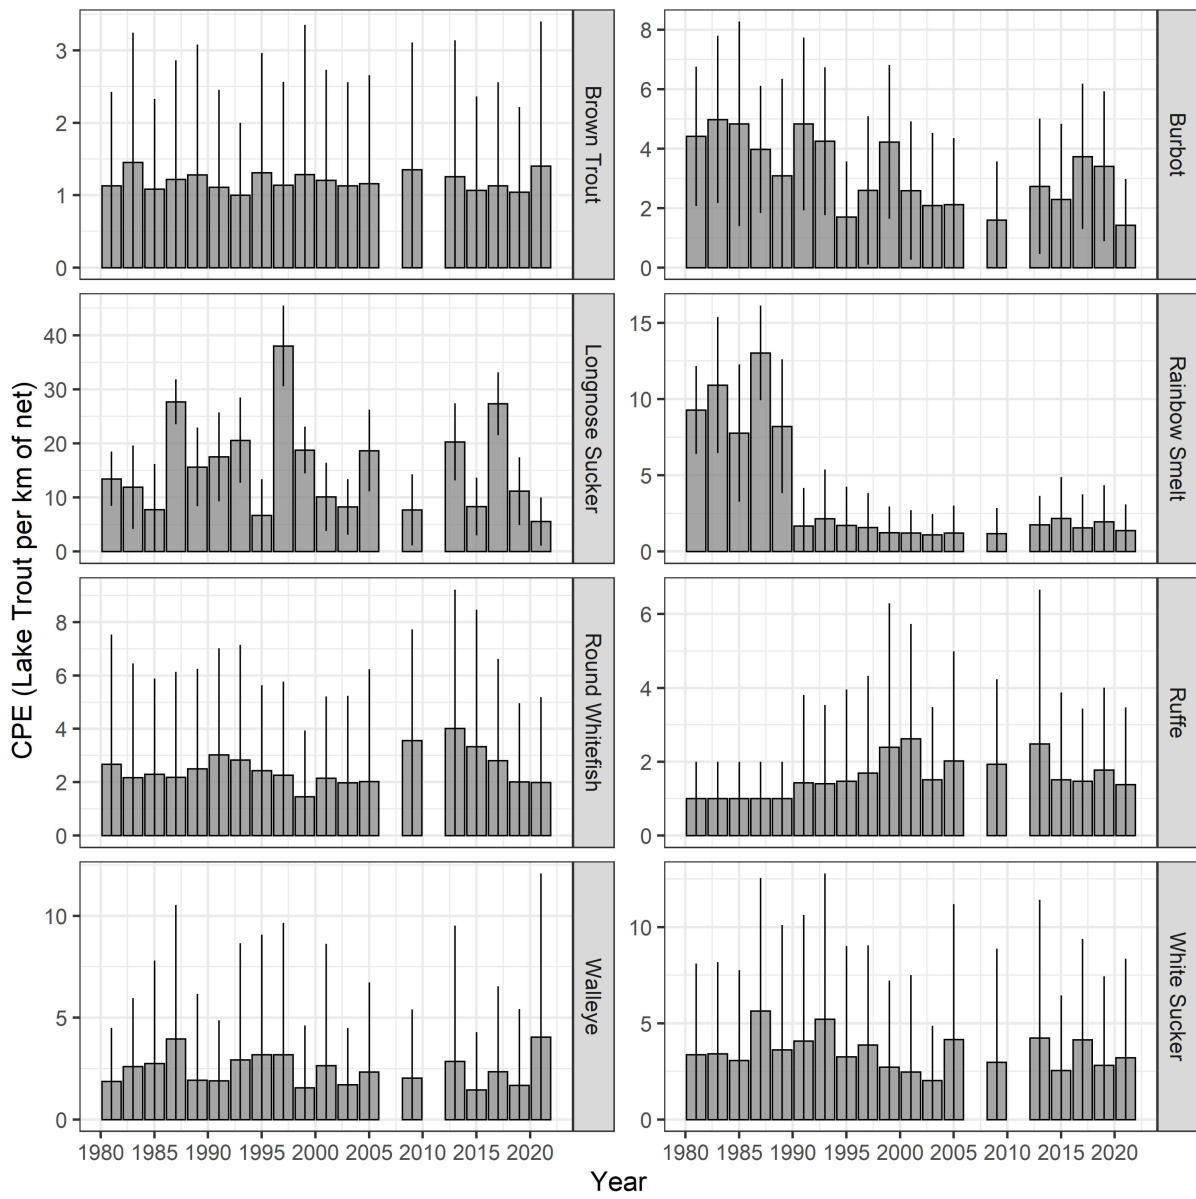 CPE (Lake Trout per km of net)
3
2
1
0
Brown Trout
8
6
4
2
0
Burbot
40
30
20
10
0
Longnose Sucker
15
10
5
0
Rainbow Smelt
8
6
4
2
0
Round Whitefish
6
4
2
0
Ruffe
10
5
0
Walleye
10
5
0
White Sucker
1980 1985 1990 1995 2000 2005 2010 2015 2020
1980 1985 1990 1995 2000 2005 2010 2015 2020
Year